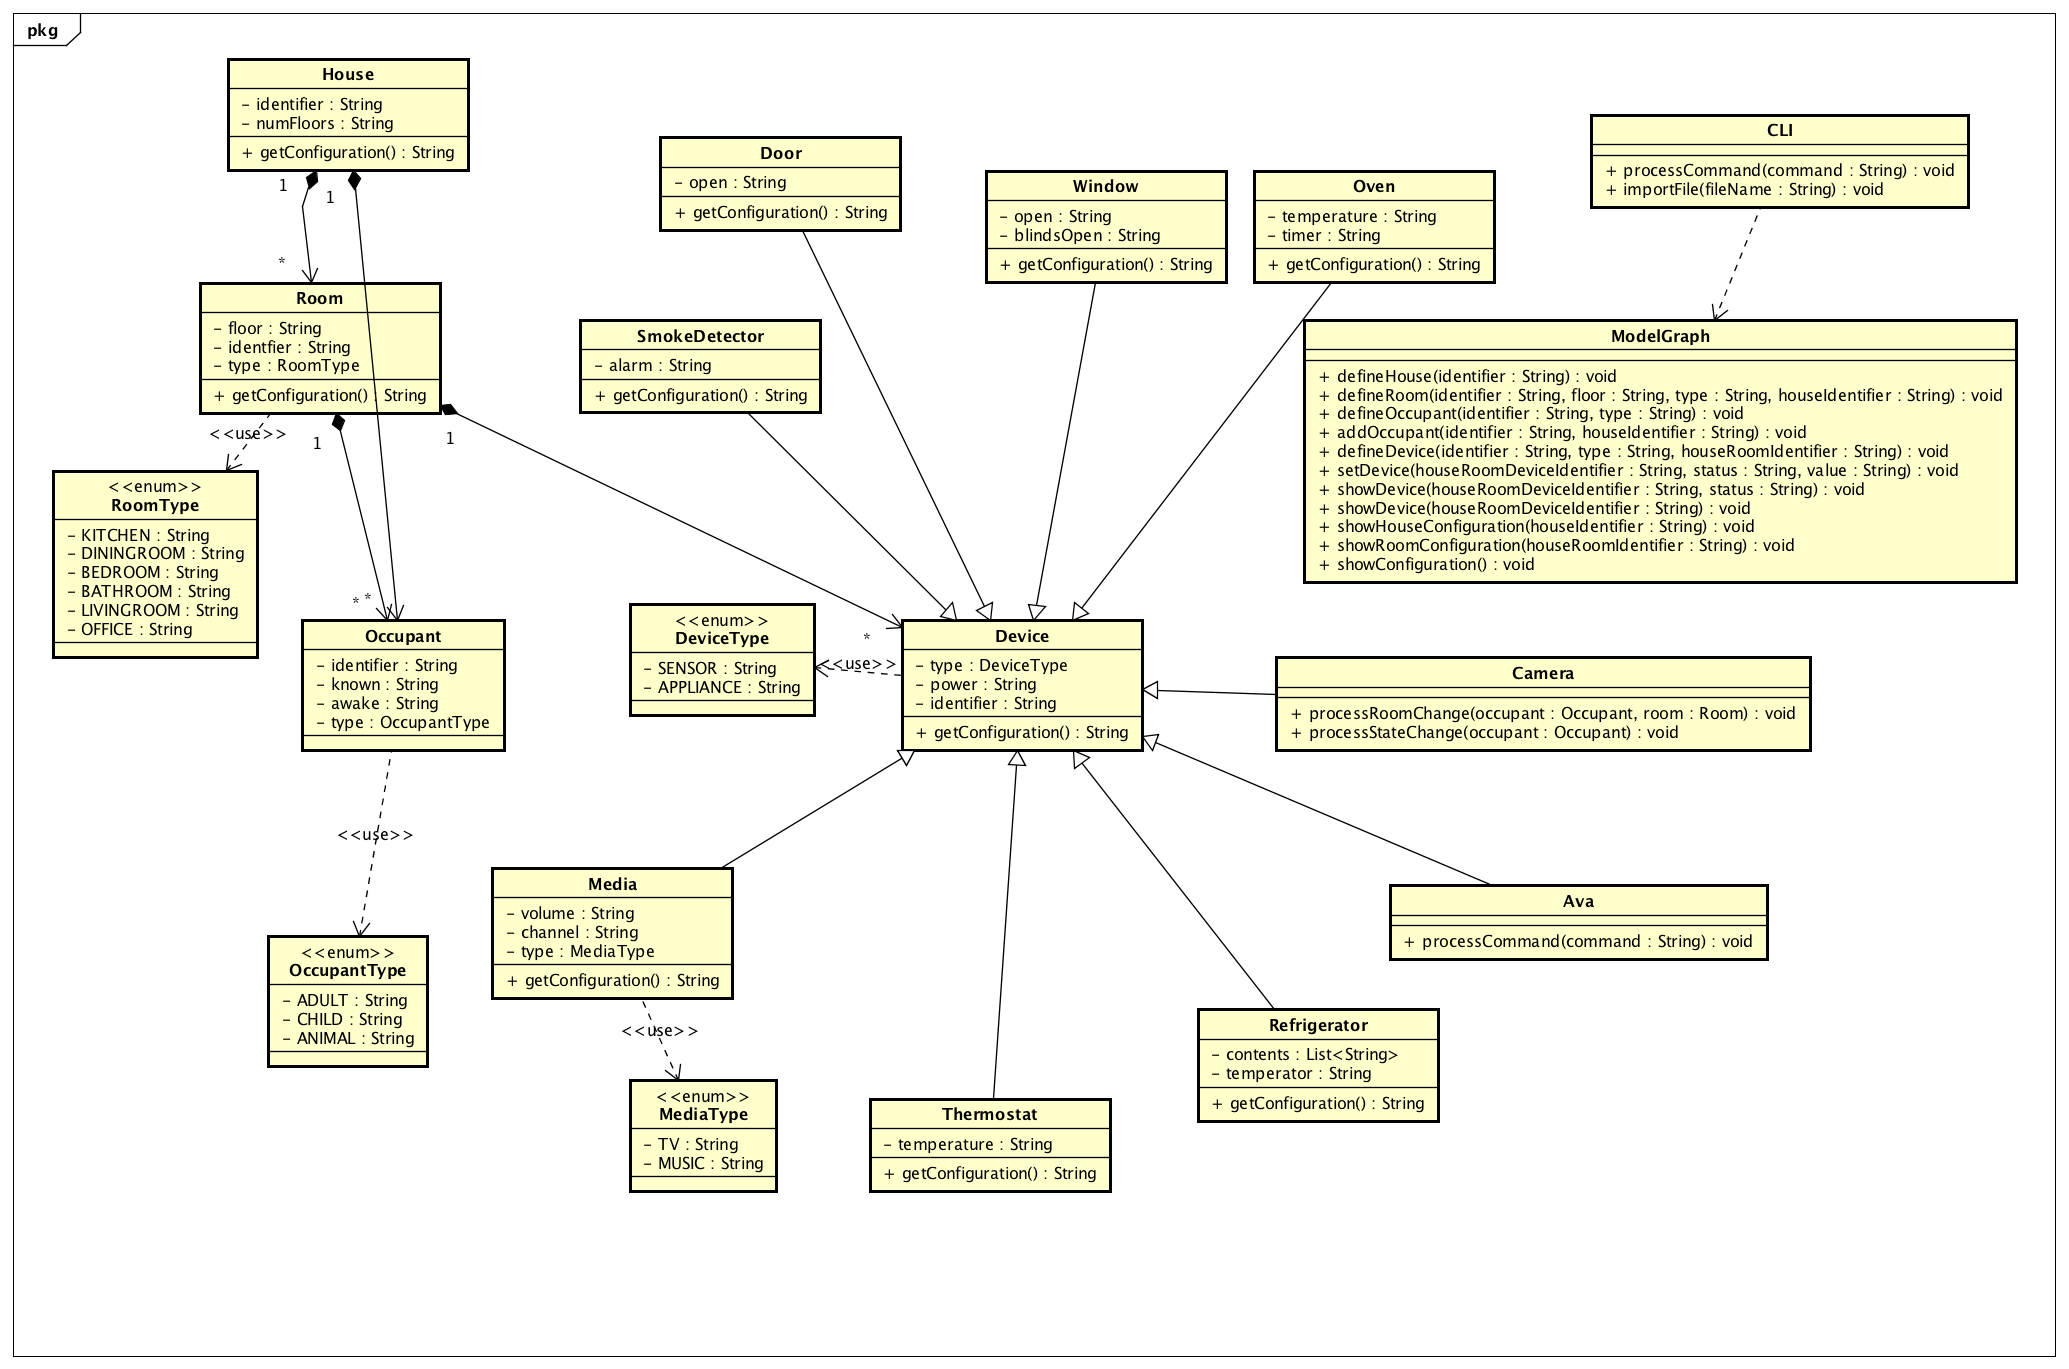 pkg
House
- identifier : String
- numFloors : String
+ getConfiguration() : String
1
1
*
Room
- floor : String
- identfier : String
- type : RoomType
+ getConfiguration() : String
<<use>>
1
1
<<enum>>
RoomType
- KITCHEN : String
- DININGROOM : String
- BEDROOM : String
- BATHROOM : String
- LIVINGROOM : String
- OFFICE : String
* *
Occupant
- identifier : String
- known : String
- awake : String
- type : OccupantType
<<use>>
<<enum>>
OccupantType
- ADULT : String
- CHILD : String
- ANIMAL : String
Door
- open : String
+ getConfiguration() : String
SmokeDetector
- alarm : String
+ getConfiguration() : String
Window
- open : String
- blindsOpen : String
+ getConfiguration() : String
Oven
- temperature : String
- timer : String
+ getConfiguration() : String
CLI
+ processCommand(command : String) : void
+ importFile(fileName : String) : void
ModelGraph
+ defineHouse(identifier : String) : void
+ defineRoom(identifier : String, floor : String, type : String, houseIdentifier : String) : void
+ defineOccupant(identifier : String, type : String) : void
+ addOccupant(identifier : String, houseIdentifier : String) : void
+ defineDevice(identifier : String, type : String, houseRoomIdentifier : String) : void
+ setDevice(houseRoomDeviceIdentifier : String, status : String, value : String) : void
+ showDevice(houseRoomDeviceIdentifier : String, status : String) : void
+ showDevice(houseRoomDeviceIdentifier : String) : void
+ showHouseConfiguration(houseIdentifier : String) : void
+ showRoomConfiguration(houseRoomIdentifier : String) : void
+ showConfiguration() : void
<<enum>>
DeviceType
- SENSOR : String
- APPLIANCE : String
*
<<use>>
Device
- type : DeviceType
- power : String
- identifier : String
+ getConfiguration() : String
Camera
+ processRoomChange(occupant : Occupant, room : Room) : void
+ processStateChange(occupant : Occupant) : void
Media
- volume : String
- channel : String
- type : MediaType
+ getConfiguration() : String
<<use>>
<<enum>>
MediaType
- TV : String
- MUSIC : String
Ava
+ processCommand(command : String) : void
Refrigerator
- contents : List<String>
- temperator : String
+ getConfiguration() : String
Thermostat
- temperature : String
+ getConfiguration() : String